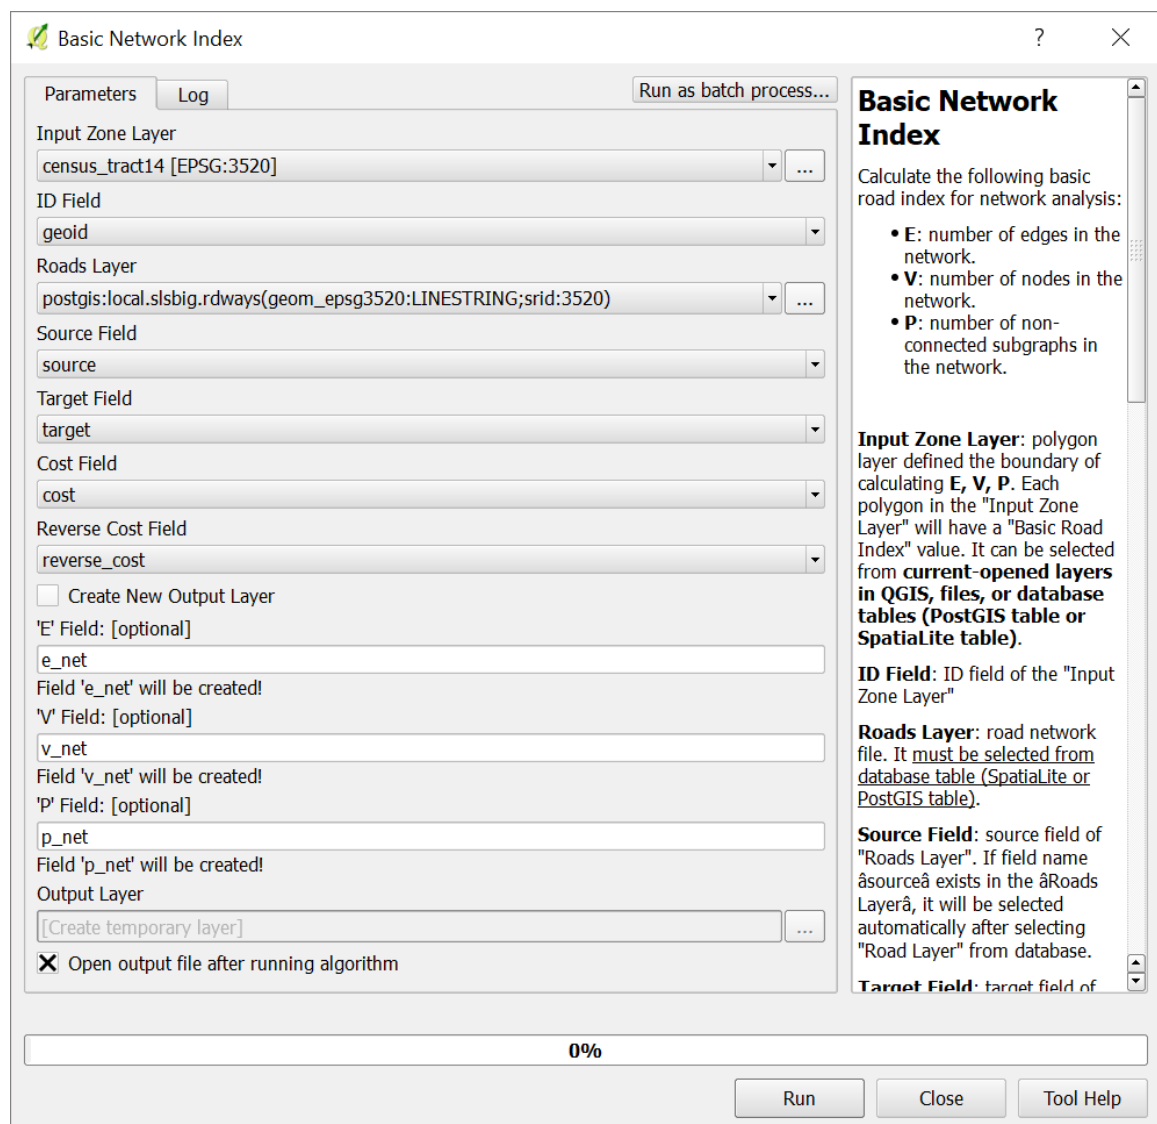 Basic Network Index
?
Parameters
Log
Run as batch process...
Input Zone Layer
census_tract14 [EPSG:3520]
...
ID Field
geoid
Roads Layer
postgis:local.slsbig.rdways(geom_epsg3520:LINESTRING;srid:3520)
...
Source Field
source
Target Field
target
Cost Field
cost
Reverse Cost Field
reverse_cost
Create New Output Layer
'E' Field: [optional]
e_net
Field 'e_net' will be created!
'V' Field: [optional]
v_net
Field 'v_net' will be created!
'P' Field: [optional]
p_net
Field 'p_net' will be created!
Output Layer
[Create temporary layer]
...
Open output file after running algorithm
Basic Network
Index
Calculate the following basic
road index for network analysis:
• E: number of edges in the
network.
• V: number of nodes in the
network.
• P: number of non-
connected subgraphs in
the network.
Input Zone Layer: polygon
layer defined the boundary of
calculating E, V, P. Each
polygon in the "Input Zone
Layer" will have a "Basic Road
Index" value. It can be selected
from current-opened layers
in QGIS, files, or database
tables (PostGIS table or
SpatiaLite table).
ID Field: ID field of the "Input
Zone Layer"
Roads Layer: road network
file. It must be selected from
database table (SpatiaLite or
PostGIS table).
Source Field: source field of
"Roads Layer". If field name
âsourceâ exists in the âRoads
Layerâ, it will be selected
automatically after selecting
"Road Layer" from database.
Target Field: target field of
0%
Run
Close
Tool Help